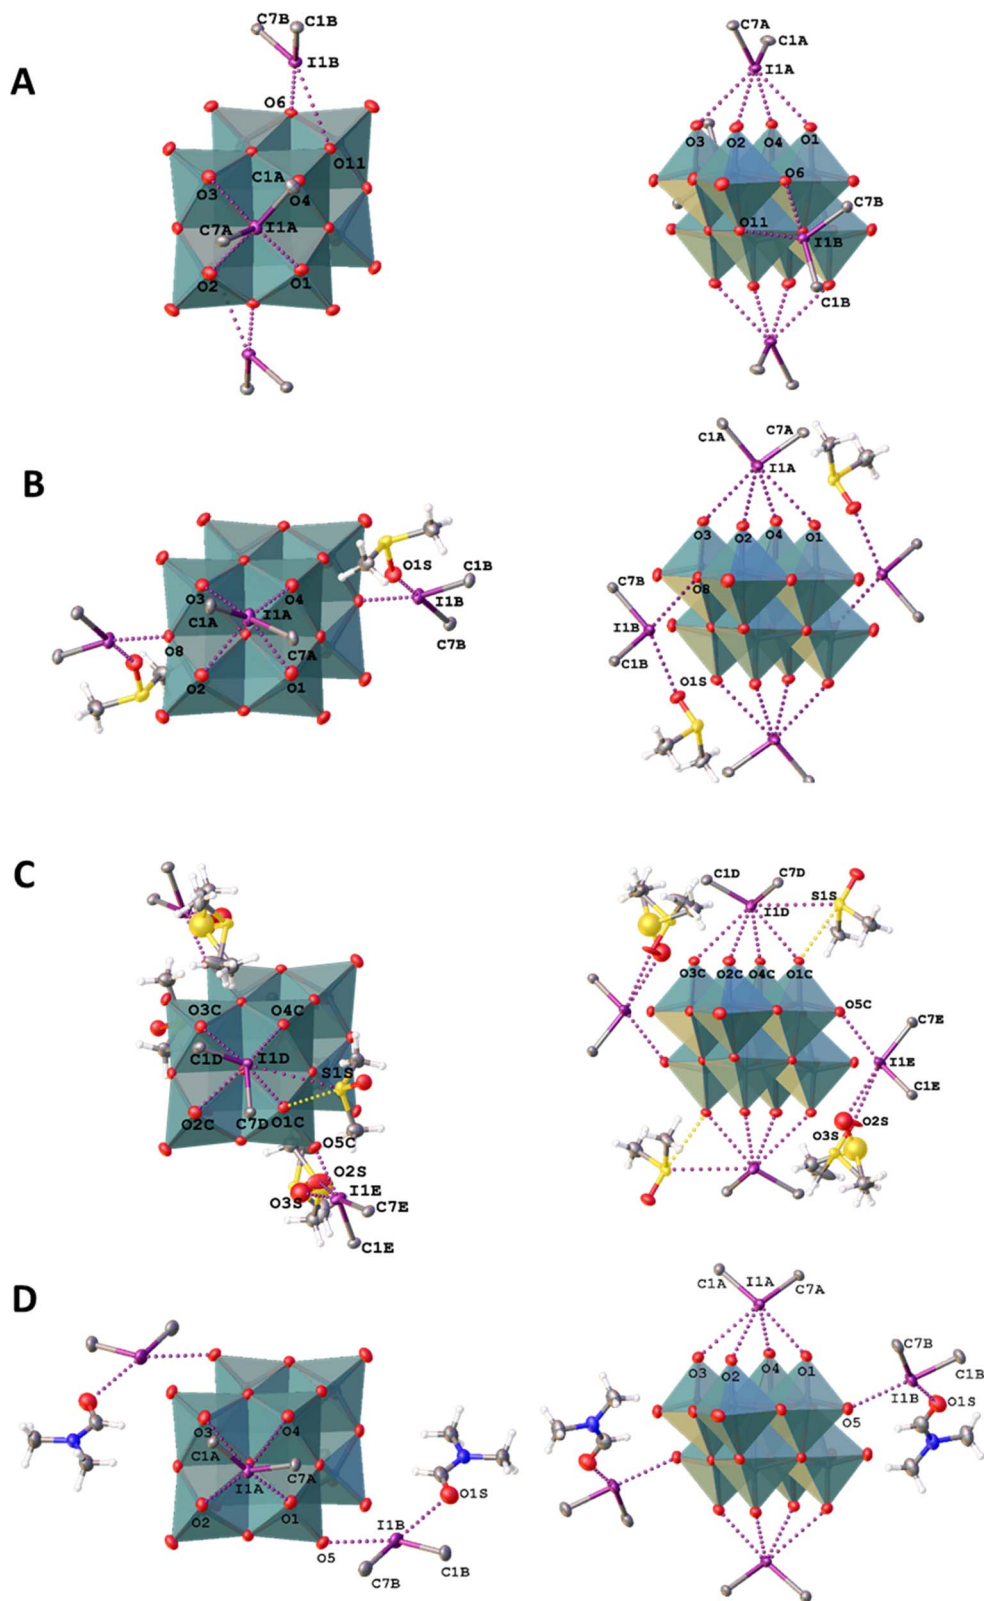 A
C7B C1B
I1B
O6
O11
C1A
O3
O4
C7A I1A
O2 O1
C7A
C1A
I1A
O3 O2 O4 O1
O6
C7B
O11
I1B
C1B
B
O1S
C1B
O3 O4
I1B
C1A I1A
C7B
O8
C7A
O2 O1
C7A
C1A
I1A
O3 O2 O4 O1
C7B
O8
I1B
C1B
O1S
C
O3C O4C
C1D I1D
S1S
O2C C7D O1C
O5C
O2S
O3S I1E
C7E
C1E
C1D C7D
S1S
I1D
O3C O2C O4C O1C
O5C
C7E
I1E
C1E
O3S O2S
D
O3 O4
C1A
C7A
I1A
O2 O1
O1S
I1B
O5
C7B C1B
C1A I1A C7A
O3 O2 O4 O1
C7B
C1B
I1B O1S
O5